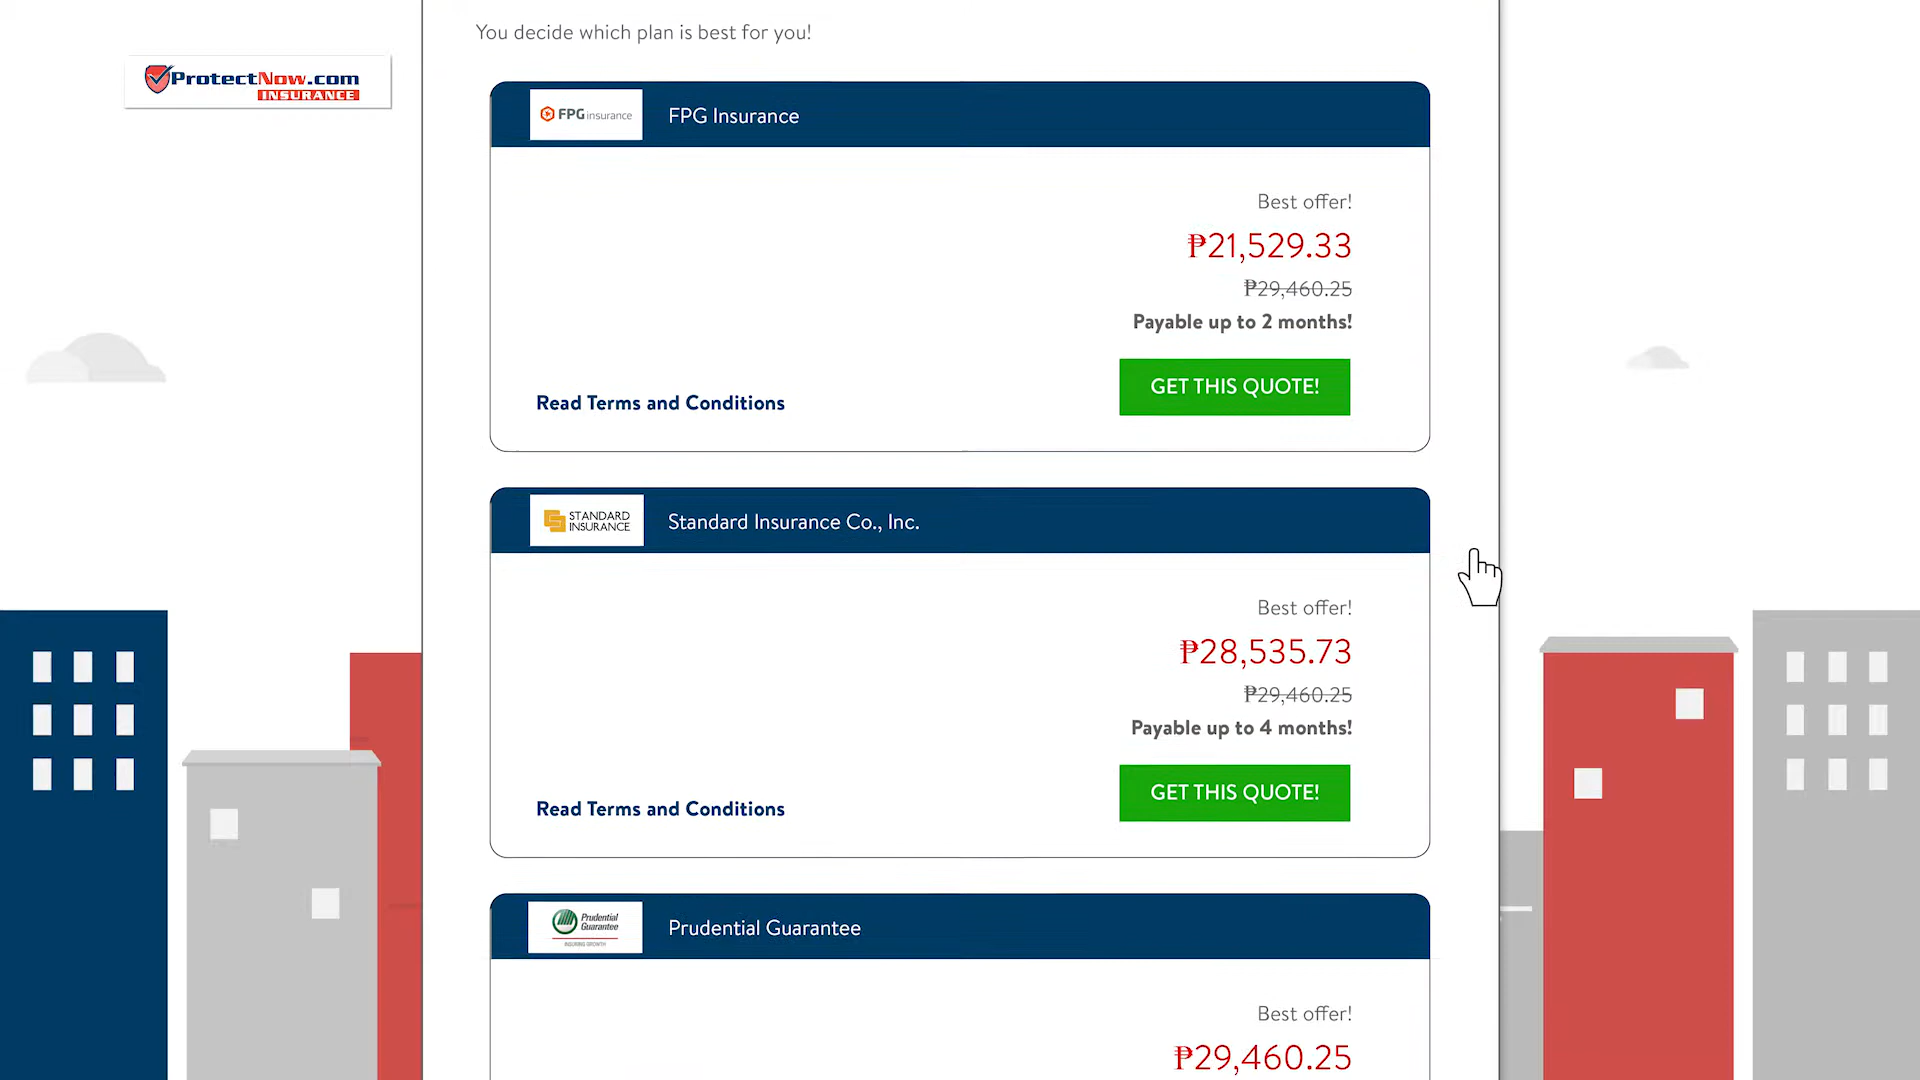 You decide which plan is best for you!
ProtectNow.com
INSURANCE
FPG insurance
FPG Insurance
Best offer!
₱21,529.33
₱29,460.25
Payable up to 2 months!
GET THIS QUOTE!
Read Terms and Conditions
STANDARD
INSURANCE
Standard Insurance Co., Inc.
Best offer!
₱28,535.73
₱29,460.25
Payable up to 4 months!
GET THIS QUOTE!
Read Terms and Conditions
Prudential
Guarantee
INSURING GROWTH
Prudential Guarantee
Best offer!
₱29,460.25